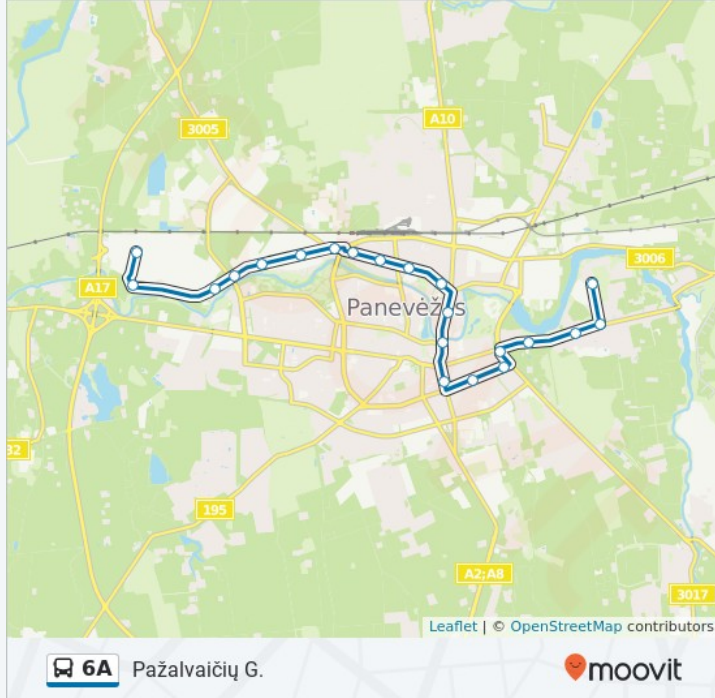 3005
A10
3006
A17
Panevėžys
32
195
A2;A8
3017
Leaflet | © OpenStreetMap contributors
6A Pažalvaičių G.
moovit